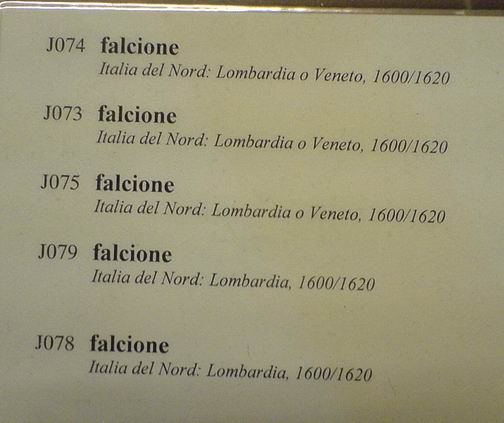 J074 falcione
Italia del Nord: Lombardia o Veneto, 1600/1620
J073 falcione
Italia del Nord: Lombardia o Veneto, 1600/1620
J075 falcione
Italia del Nord: Lombardia o Veneto, 1600/1620
J079 falcione
Italia del Nord: Lombardia, 1600/1620
J078 falcione
Italia del Nord: Lombardia, 1600/1620